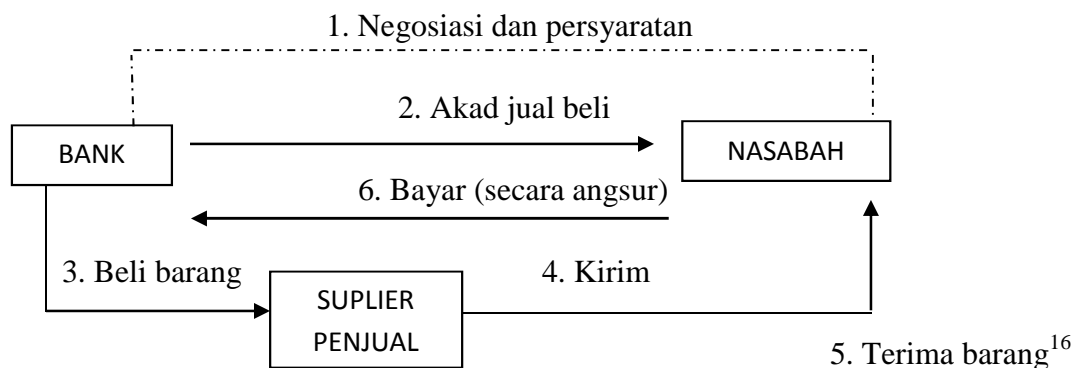 1. Negosiasi dan persyaratan
2. Akad jual beli
BANK
NASABAH
6. Bayar (secara angsur)
3. Beli barang
4. Kirim
SUPLIER
PENJUAL
5. Terima barang16